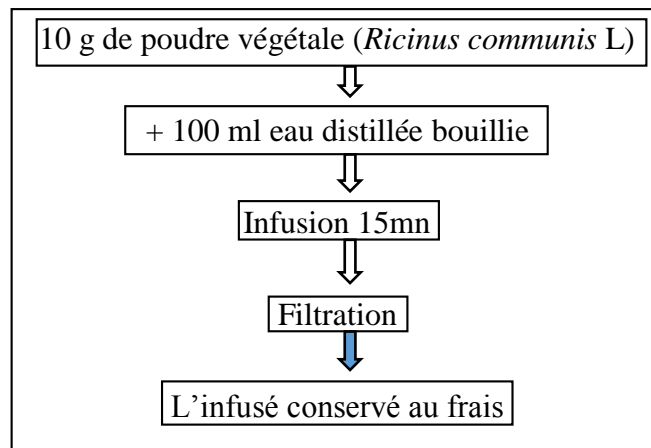 10 g de poudre végétale (Ricinus communis L)
+ 100 ml eau distillée bouillie
Infusion 15mn
Filtration
L’infusé conservé au frais